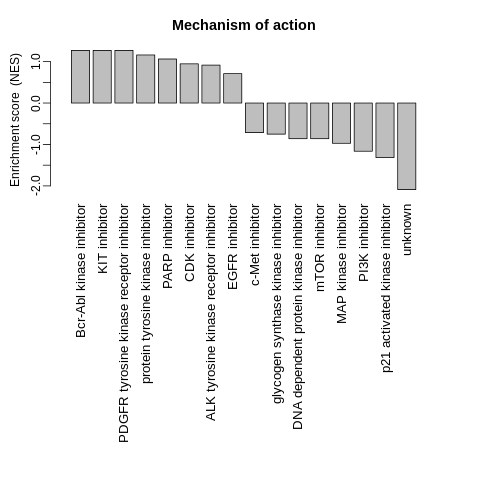 Mechanism of action
Enrichment score (NES)
1.0
0.0
-1.0
-2.0
Bcr-Abl kinase inhibitor
KIT inhibitor
PDGFR tyrosine kinase receptor inhibitor
protein tyrosine kinase inhibitor
PARP inhibitor
CDK inhibitor
ALK tyrosine kinase receptor inhibitor
EGFR inhibitor
c-Met inhibitor
glycogen synthase kinase inhibitor
DNA dependent protein kinase inhibitor
mTOR inhibitor
MAP kinase inhibitor
PI3K inhibitor
p21 activated kinase inhibitor
unknown